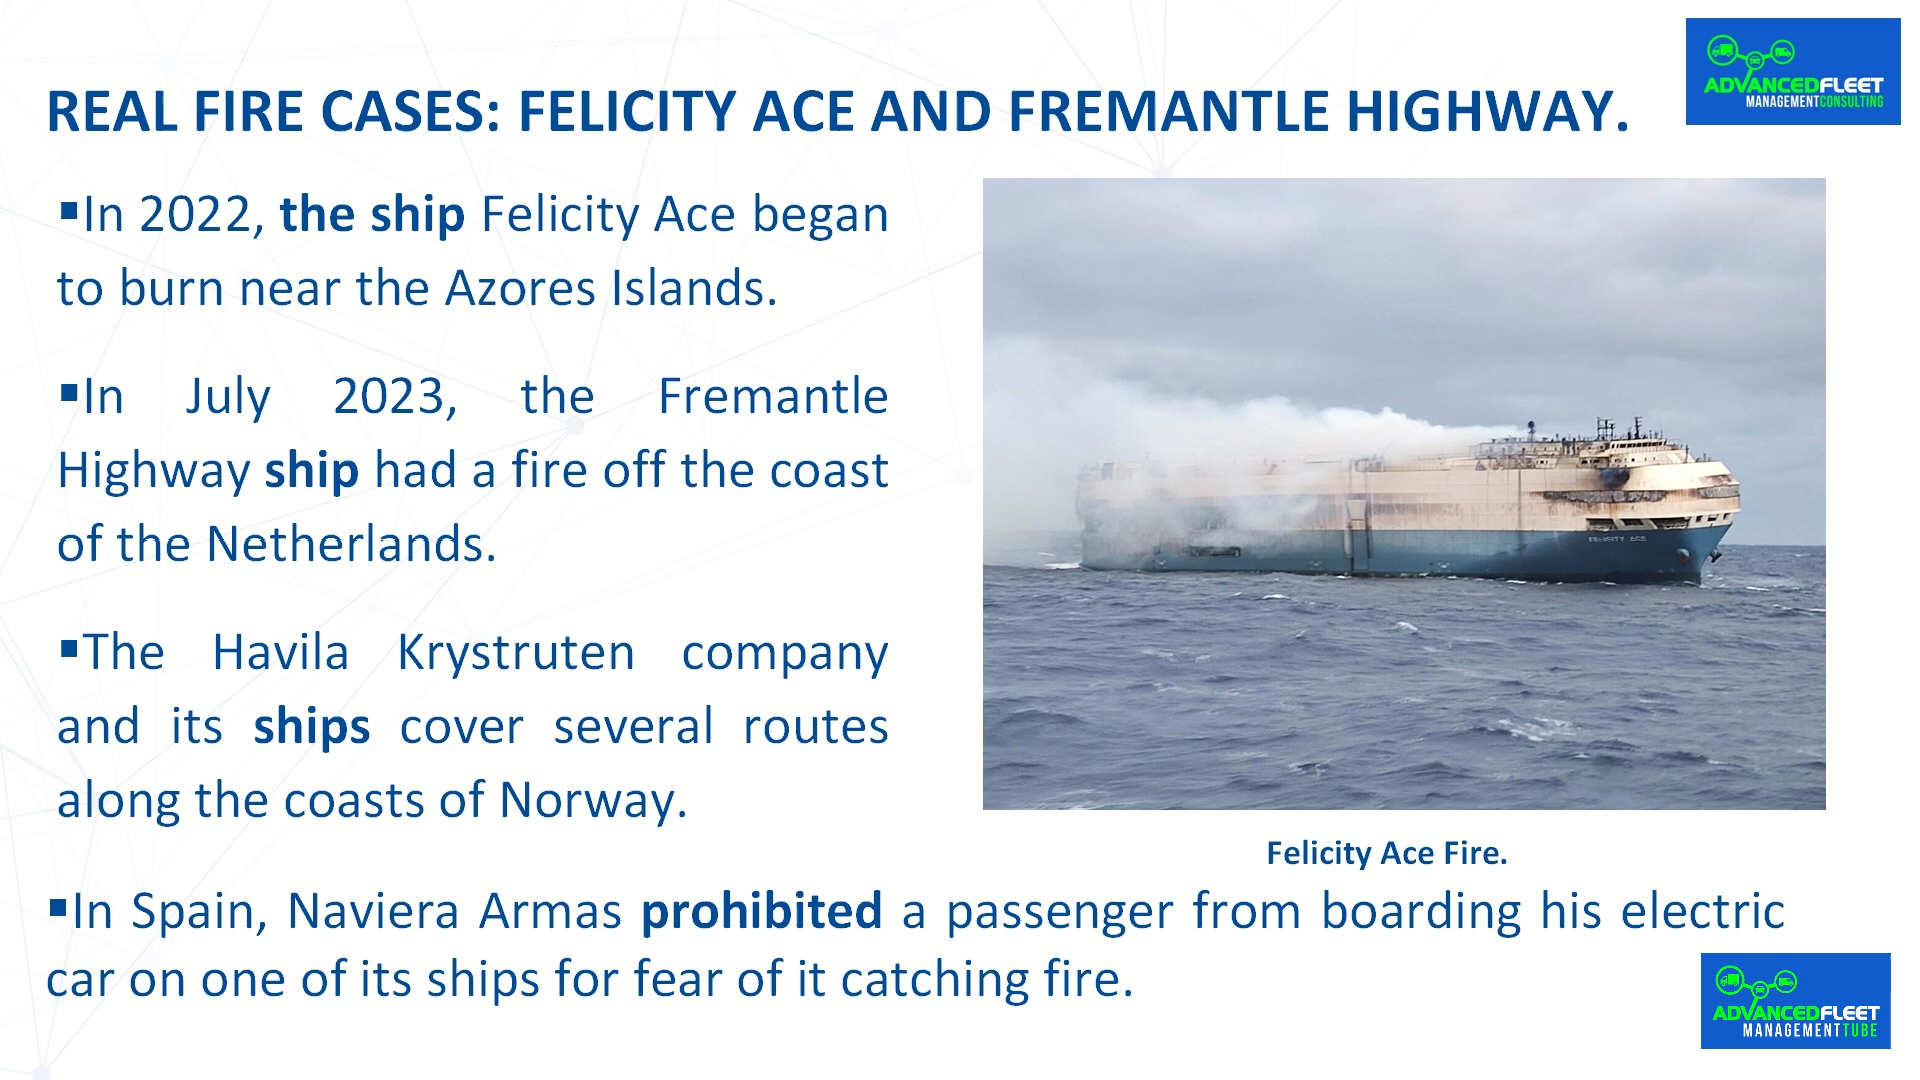 REAL FIRE CASES: FELICITY ACE AND FREMANTLE HIGHWAY.
ADVANCEDFLEET
MANAGEMENTCONSULTING
▪In 2022, the ship Felicity Ace began
to burn near the Azores Islands.
▪In July 2023, the Fremantle
Highway ship had a fire off the coast
of the Netherlands.
▪The Havila Krystruten company
and its ships cover several routes
along the coasts of Norway.
FELICITY ACE
Felicity Ace Fire.
▪In Spain, Naviera Armas prohibited a passenger from boarding his electric
car on one of its ships for fear of it catching fire.
ADVANCEDFLEET
MANAGEMENTTUBE